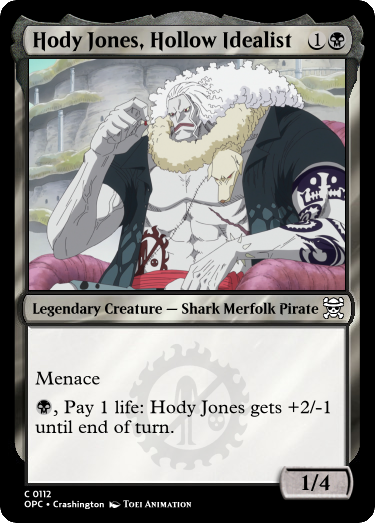 Hody Jones, Hollow Idealist 1
Legendary Creature — Shark Merfolk Pirate
Menace
, Pay 1 life: Hody Jones gets +2/-1
until end of turn.
1/4
C 0112
OPC • Crashington TOEI ANIMATION